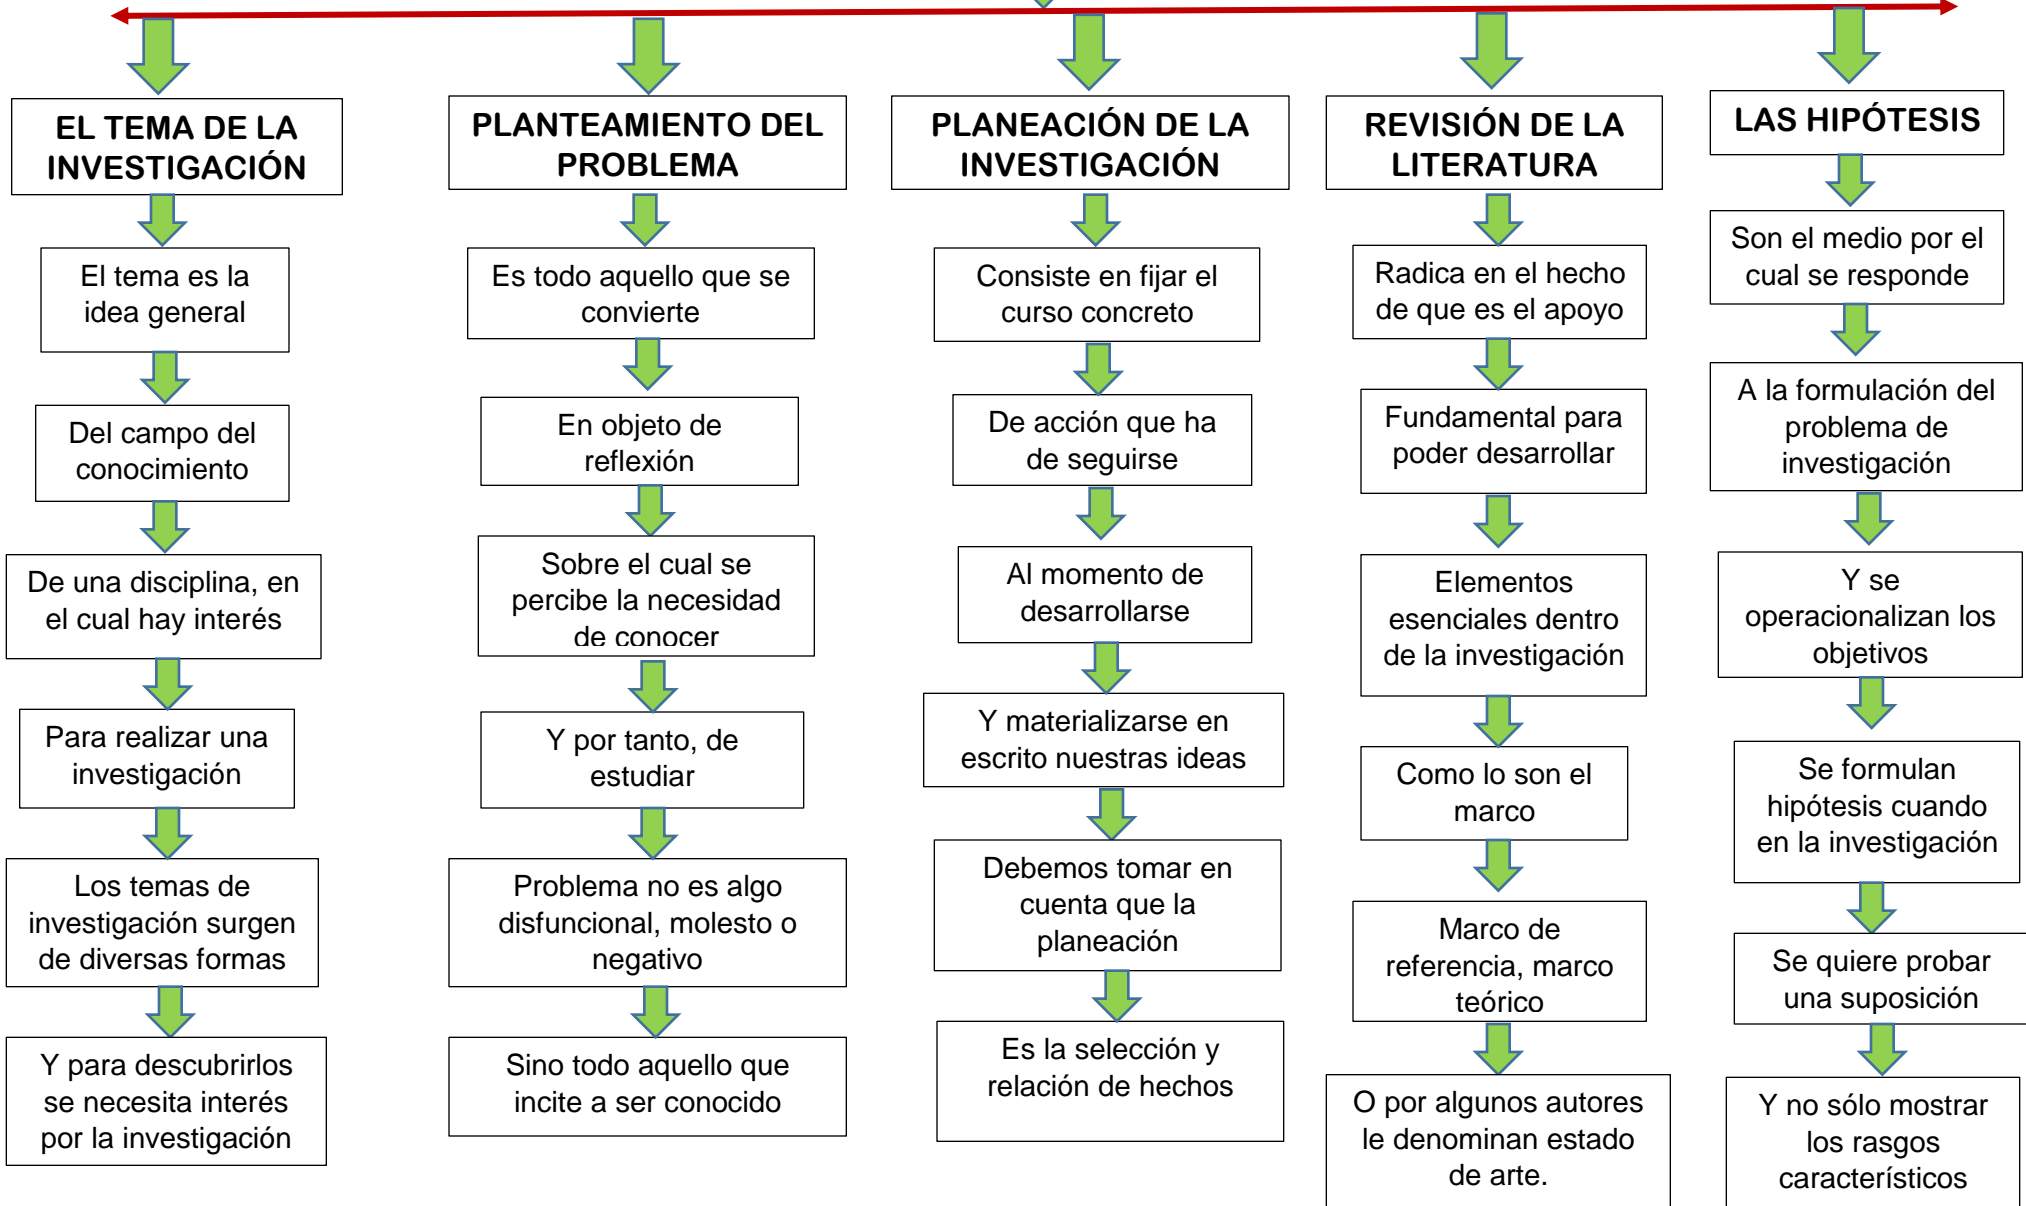 EL TEMA DE LA
INVESTIGACIÓN
El tema es la
idea general
Del campo del
conocimiento
De una disciplina, en
el cual hay interés
Para realizar una
investigación
Los temas de
investigación surgen
de diversas formas
Y para descubrirlos
se necesita interés
por la investigación
PLANTEAMIENTO DEL
PROBLEMA
Es todo aquello que se
convierte
En objeto de
reflexión
Sobre el cual se
percibe la necesidad
de conocer
Y por tanto, de
estudiar
Problema no es algo
disfuncional, molesto o
negativo
Sino todo aquello que
incite a ser conocido
PLANEACIÓN DE LA
INVESTIGACIÓN
Consiste en fijar el
curso concreto
De acción que ha
de seguirse
Al momento de
desarrollarse
Y materializarse en
escrito nuestras ideas
Debemos tomar en
cuenta que la
planeación
Es la selección y
relación de hechos
REVISIÓN DE LA
LITERATURA
Radica en el hecho
de que es el apoyo
Fundamental para
poder desarrollar
Elementos
esenciales dentro
de la investigación
Como lo son el
marco
Marco de
referencia, marco
teórico
O por algunos autores
le denominan estado
de arte.
LAS HIPÓTESIS
Son el medio por el
cual se responde
A la formulación del
problema de
investigación
Y se
operacionalizan los
objetivos
Se formulan
hipótesis cuando
en la investigación
Se quiere probar
una suposición
Y no sólo mostrar
los rasgos
característicos